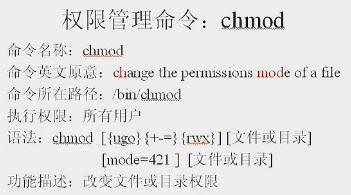 权限管理命令：chmod
命令名称：chmod
命令英文原意：change the permissions mode of a file
命令所在路径：/bin/chmod
执行权限：所有用户
语法：chmod [{ugo}{+-=}{rwx}] [文件或目录]
[mode=421 ] [文件或目录]
功能描述：改变文件或目录权限